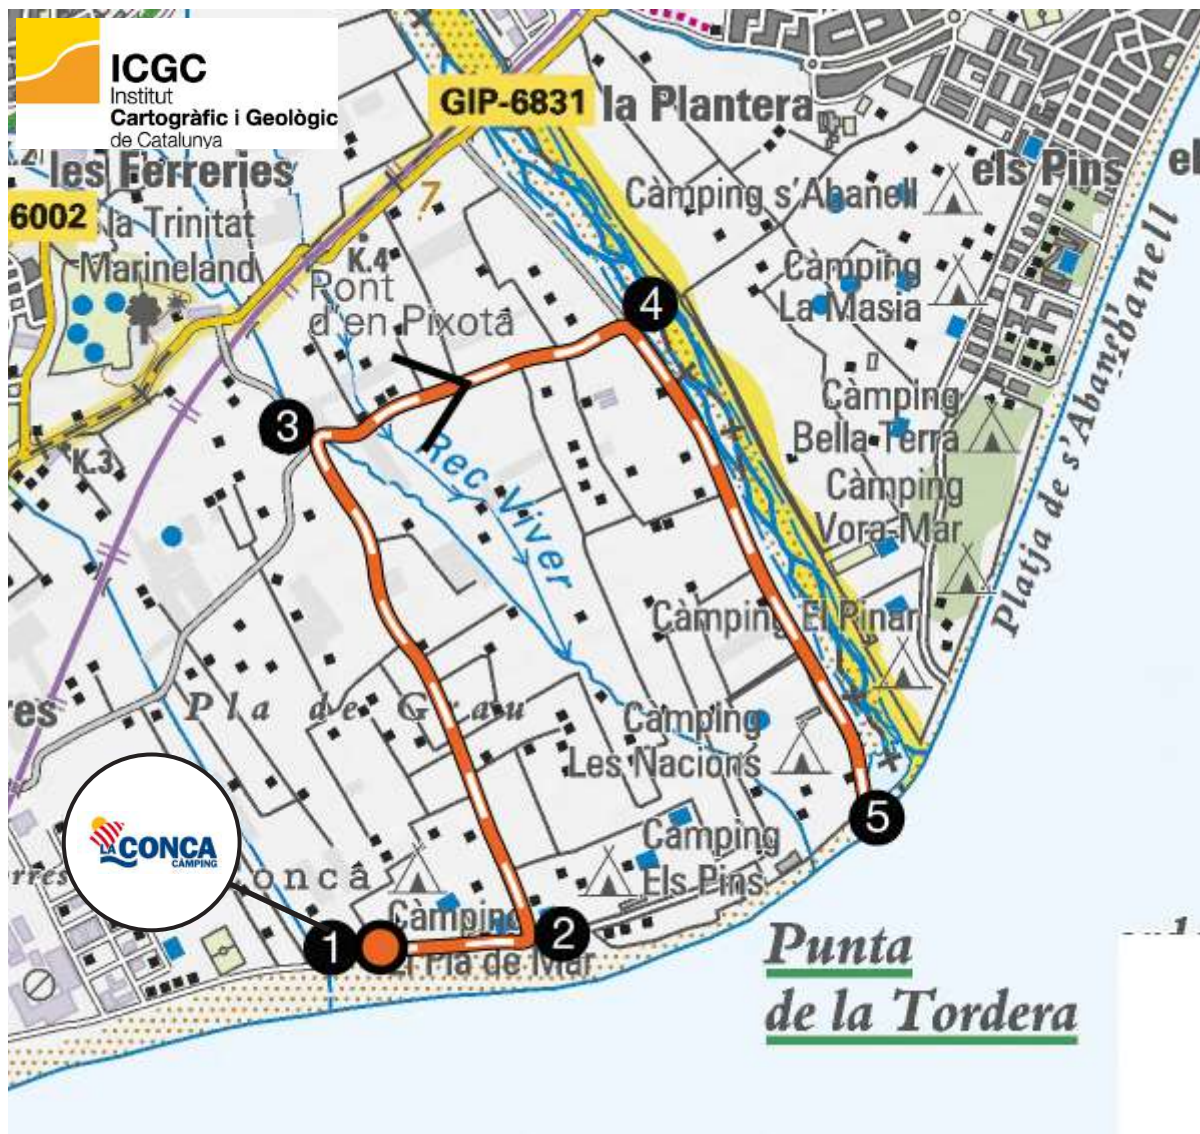 ICGC
Institut
Cartogràfic i Geològic
de Catalunya
GIP-6831
la Plantera
les Ferreries
els Pins
Càmping s'Abanell
6002
la Trinitat
Marineland
7
K.4
Càmping
La Masia
Pont
d'en Pixota
4
3
K.3
Rec Viver
Càmping
Bella-Terra
Càmping
Vora-Mar
Platja de s'Abanell
Càmping El Pinar
Pla de Grau
Camping
Les Nacions
5
LA CONCA
CÀMPING
Càmping
Els Pins
Càmping
El Pla de Mar
1
2
Punta
de la Tordera